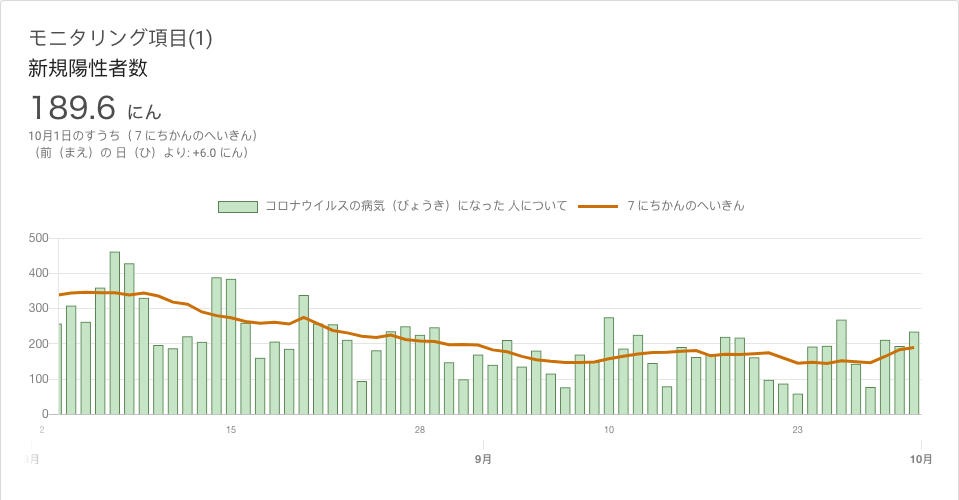 モニタリング項目(1)
新規陽性者数
189.6 にん
10月1日のすうち（７にちかんのへいきん）
（前（まえ）の 日（ひ）より: +6.0 にん）
コロナウイルスの病気（びょうき）になった 人について
７にちかんのへいきん
500
400
300
200
100
0
2 15 28 10 23
月 9月 10月